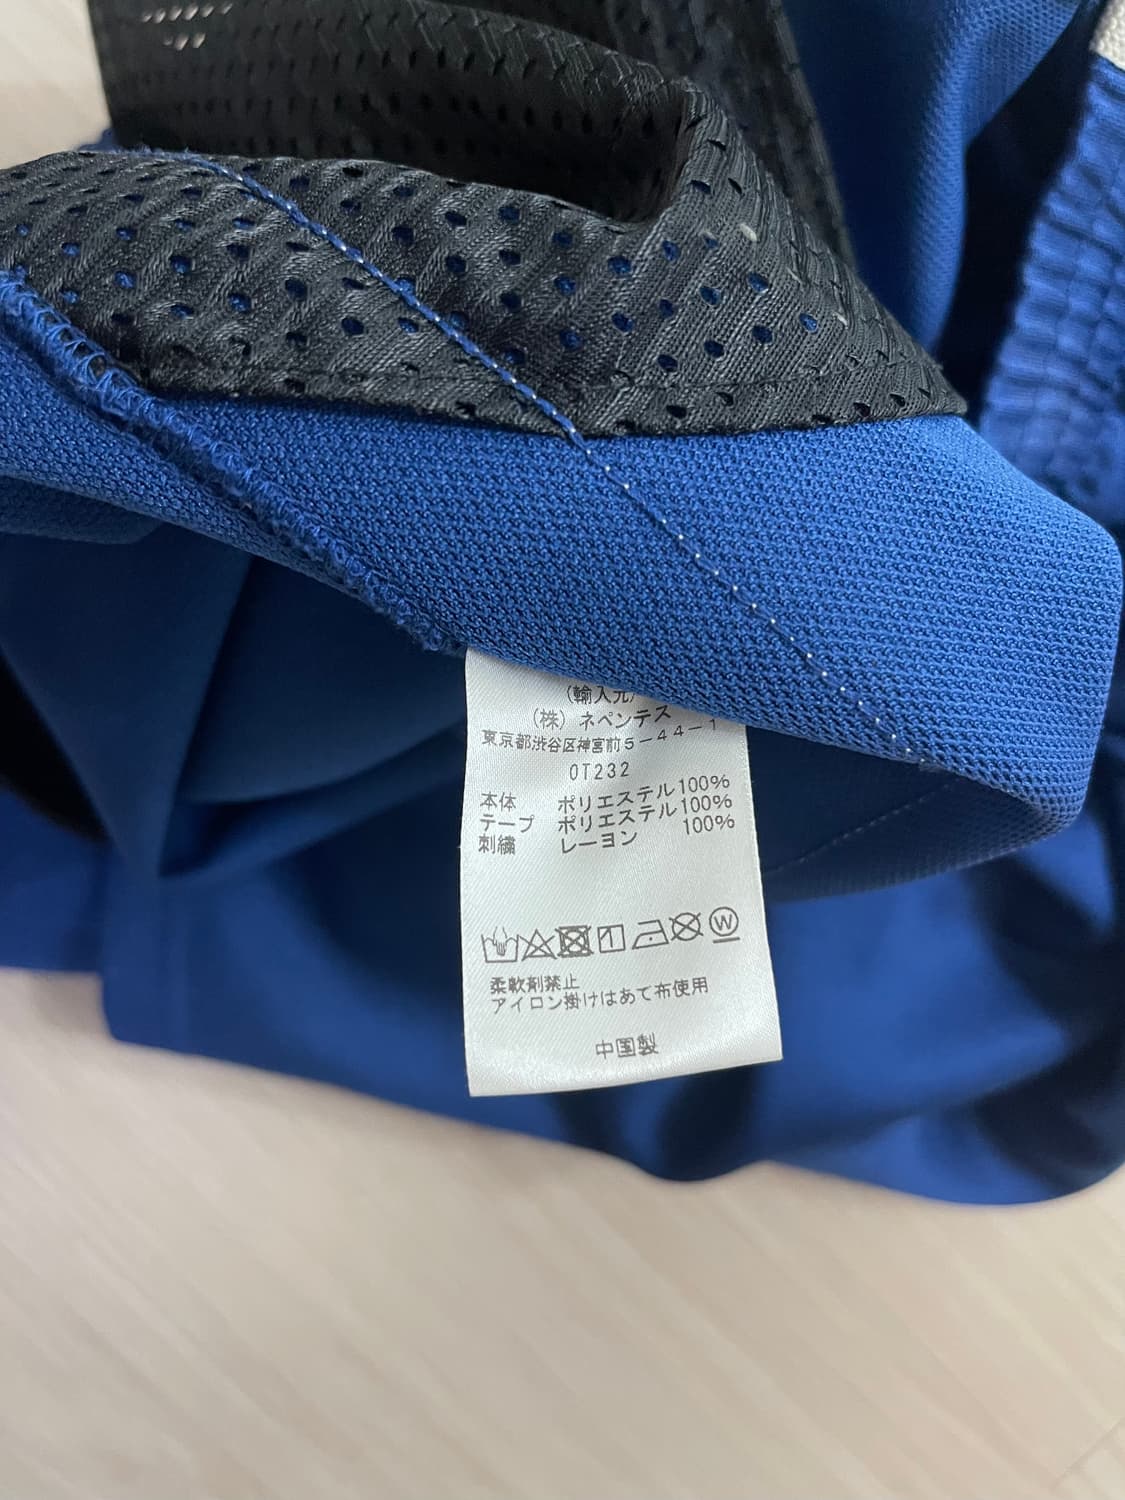 (輸入元)
(株) ネペンテス
東京都渋谷区神宮前5-44-1
OT232
本体 ポリエステル100%
テープ ポリエステル100%
刺繍 レーヨン 100%
W
柔軟剤禁止
アイロン掛けはあて布使用
中国製